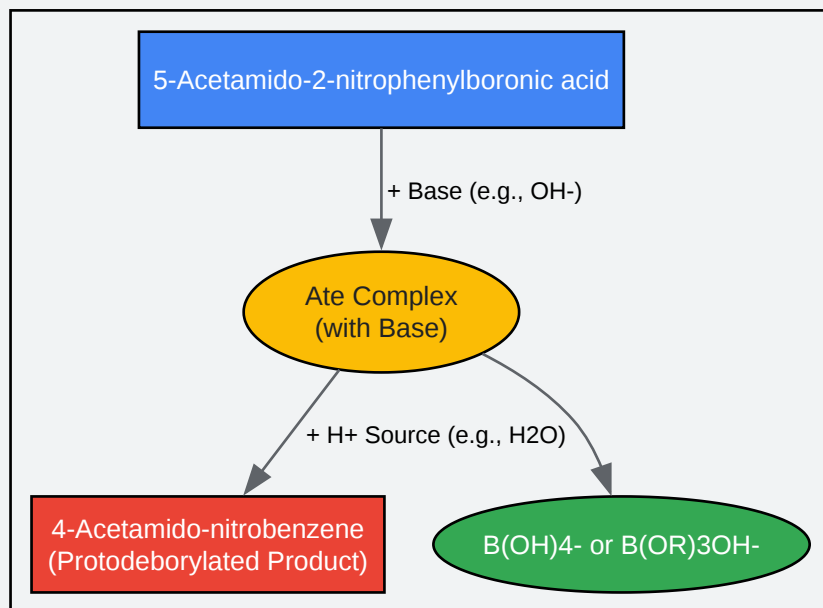 5-Acetamido-2-nitrophenylboronic acid
+ Base (e.g., OH-)
Ate Complex
(with Base)
+ H+ Source (e.g., H2O)
4-Acetamido-nitrobenzene
(Protodeborylated Product)
B(OH)4- or B(OR)3OH-